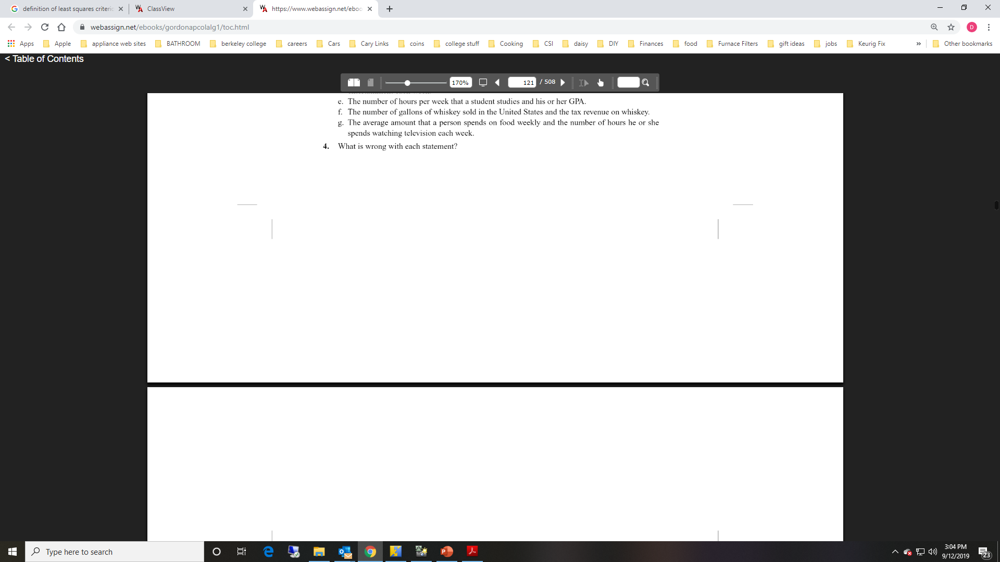 definition of least squares criteric
ClassView
https://www.webassign.net/eboo
webassign.net/ebooks/gordonapcolalg1/toc.html
D
Apps
Apple
appliance web sites
BATHROOM
berkeley college
careers
Cars
Cary Links
coins
college stuff
Cooking
CSI
daisy
DIY
Finances
food
Furnace Filters
gift ideas
jobs
Keurig Fix
»
Other bookmarks
< Table of Contents
170%
121 / 508
e. The number of hours per week that a student studies and his or her GPA.
f. The number of gallons of whiskey sold in the United States and the tax revenue on whiskey.
g. The average amount that a person spends on food weekly and the number of hours he or she
spends watching television each week.
4. What is wrong with each statement?
Type here to search
3:04 PM
9/12/2019
23